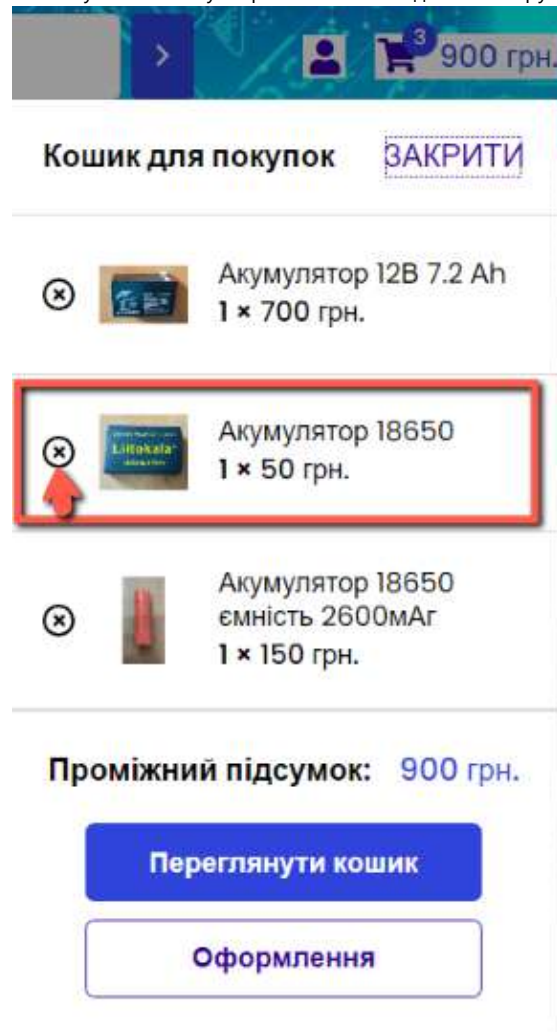 3
900 грн.
Кошик для покупок ЗАКРИТИ
Акумулятор 12В 7.2 Ah
1 × 700 грн.
Liitokala
Акумулятор 18650
1 × 50 грн.
Акумулятор 18650
ємність 2600мАг
1 × 150 грн.
Проміжний підсумок: 900 грн.
Переглянути кошик
Оформлення